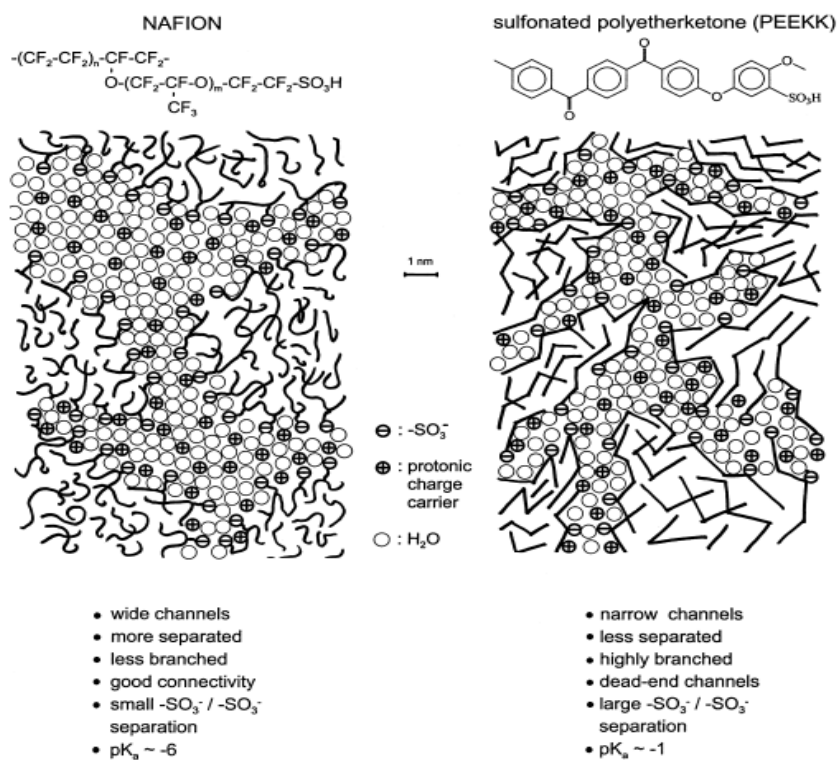 NAFION
-(CF₂-CF₂)ₙ-CF-CF₂-
O-(CF₂-CF-O)ₘ-CF₂-CF₂-SO₃H
CF₃
sulfonated polyetherketone (PEEKK)
O
O
O
O
SO₃H
1 nm
⊖ : -SO₃⁻
⊕ : protonic
charge
carrier
○ : H₂O
• wide channels
• more separated
• less branched
• good connectivity
• small -SO₃⁻ / -SO₃⁻
separation
• pKₐ ~ -6
• narrow channels
• less separated
• highly branched
• dead-end channels
• large -SO₃⁻ / -SO₃⁻
separation
• pKₐ ~ -1